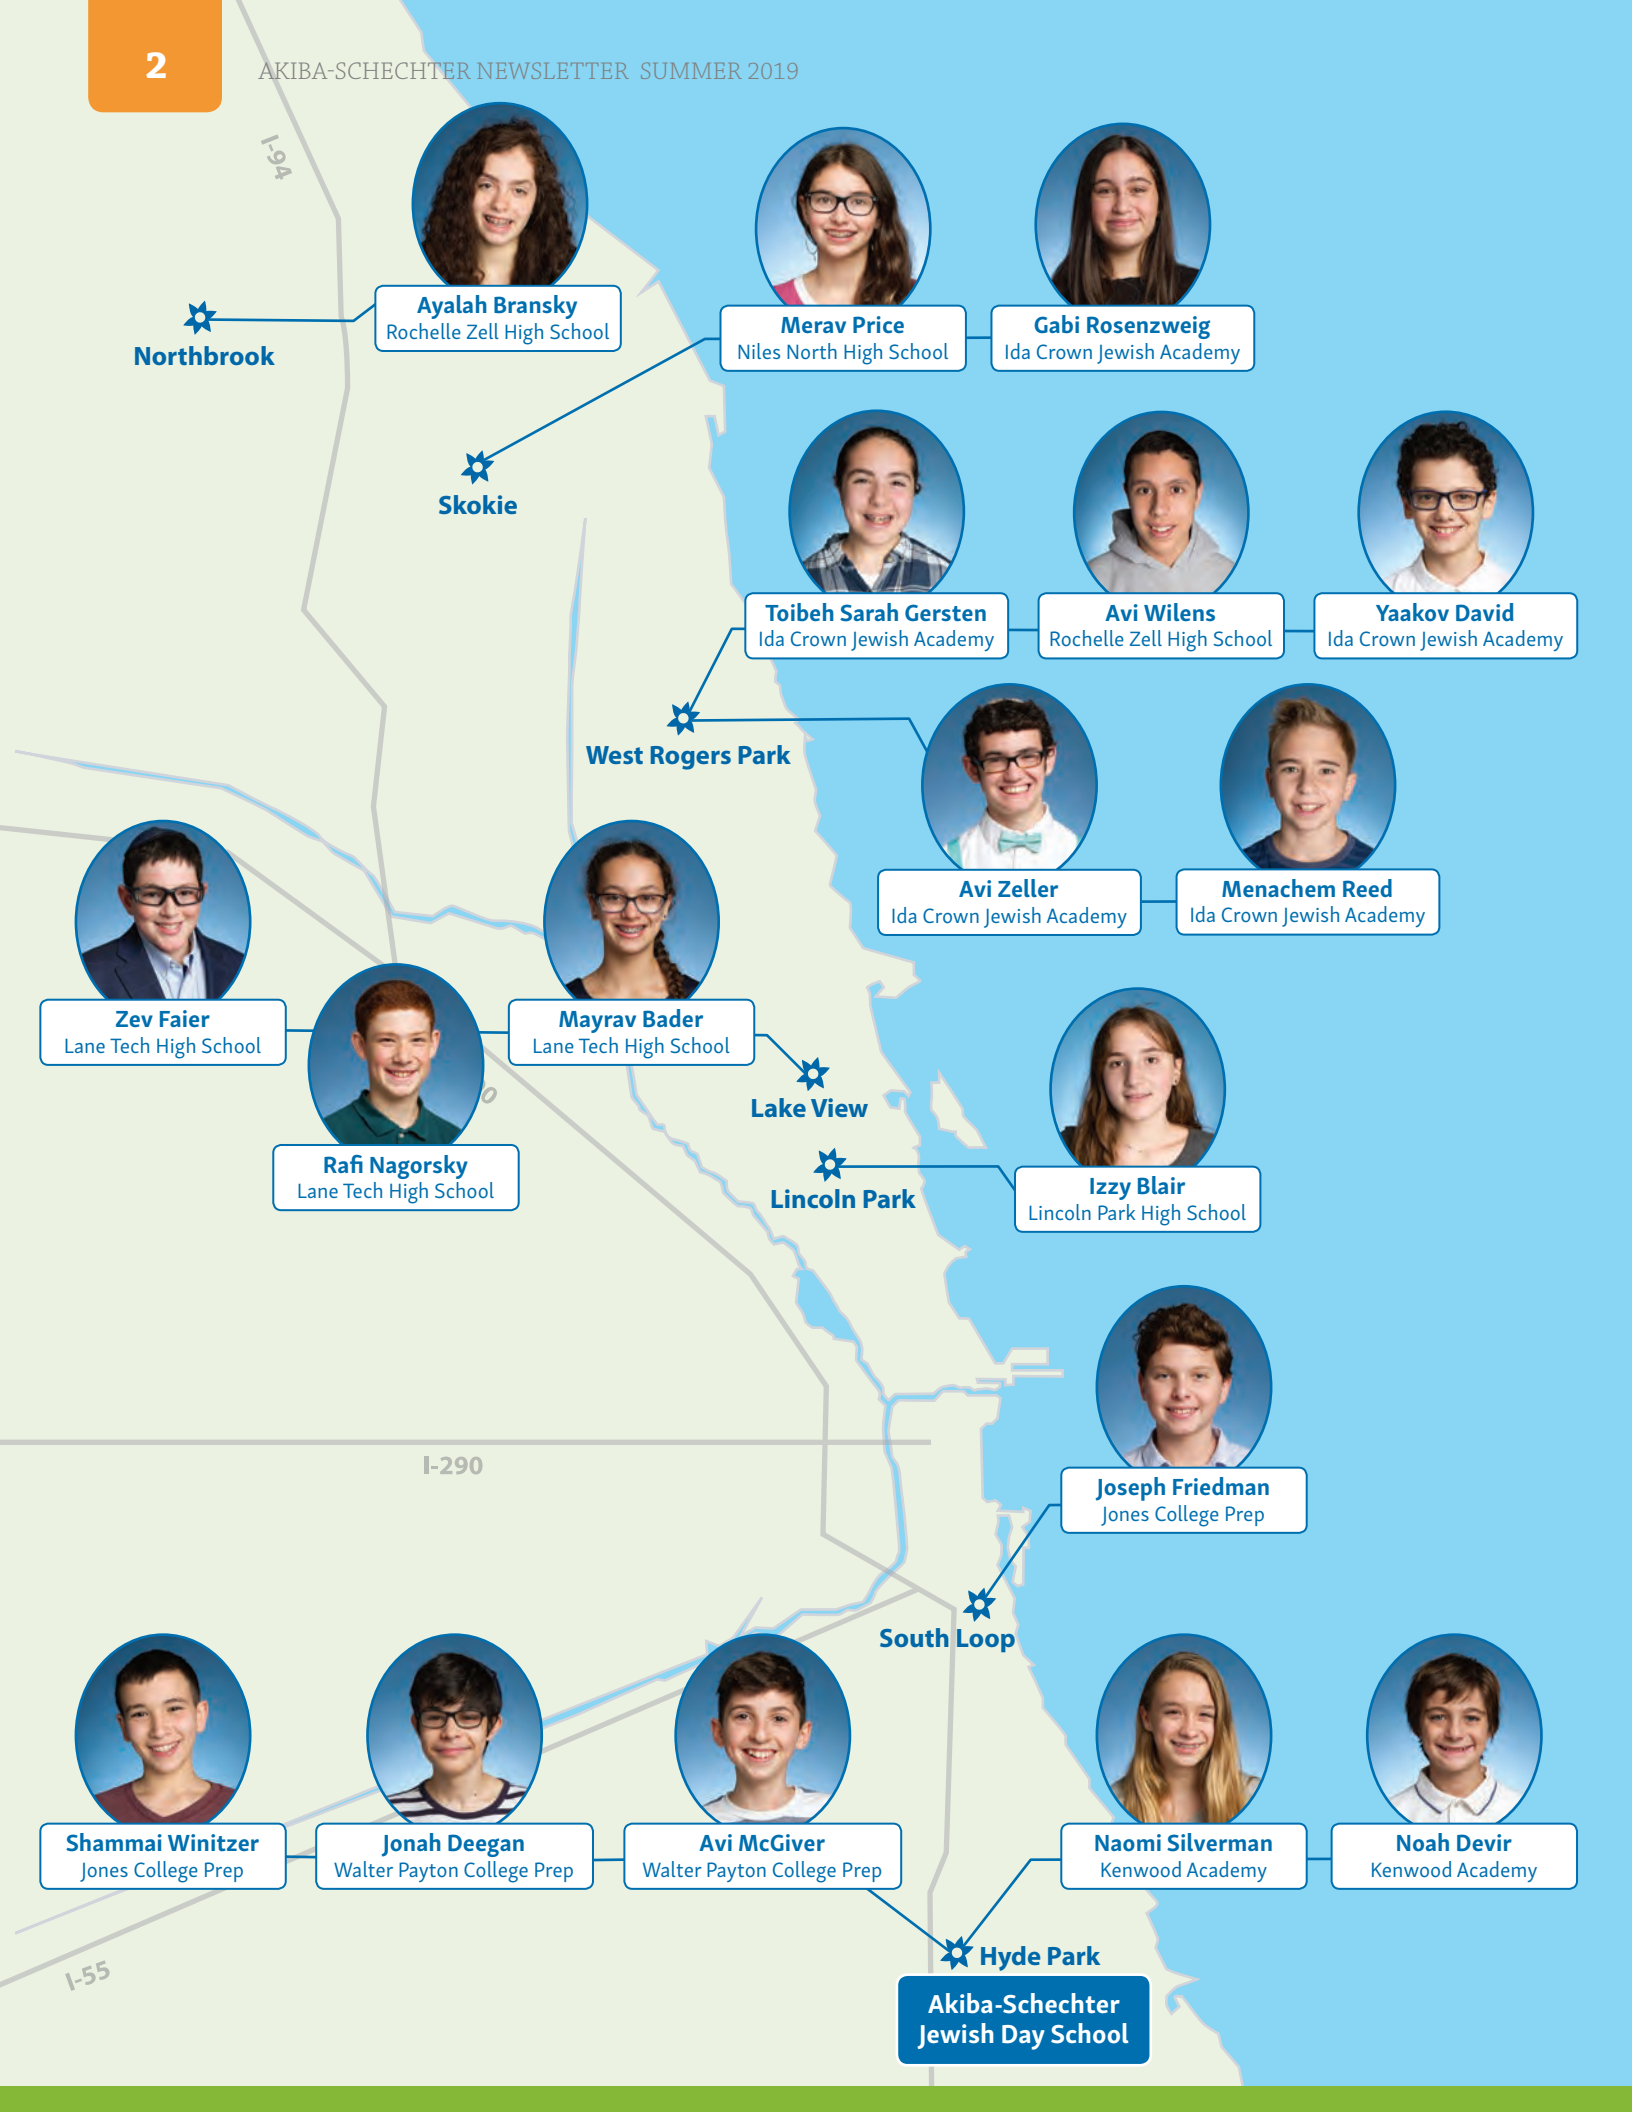 2
AKIBA-SCHECHTER NEWSLETTER SUMMER 2019
I-94
Ayalah Bransky
Rochelle Zell High School
Northbrook
Merav Price
Niles North High School
Gabi Rosenzweig
Ida Crown Jewish Academy
Skokie
Toibeh Sarah Gersten
Ida Crown Jewish Academy
Avi Wilens
Rochelle Zell High School
Yaakov David
Ida Crown Jewish Academy
West Rogers Park
Avi Zeller
Ida Crown Jewish Academy
Menachem Reed
Ida Crown Jewish Academy
Zev Faier
Lane Tech High School
Mayrav Bader
Lane Tech High School
Lake View
Rafi Nagorsky
Lane Tech High School
Lincoln Park
Izzy Blair
Lincoln Park High School
I-290
Joseph Friedman
Jones College Prep
South Loop
Shammai Winitzer
Jones College Prep
Jonah Deegan
Walter Payton College Prep
Avi McGiver
Walter Payton College Prep
Naomi Silverman
Kenwood Academy
Noah Devir
Kenwood Academy
I-55
Hyde Park
Akiba-Schechter
Jewish Day School